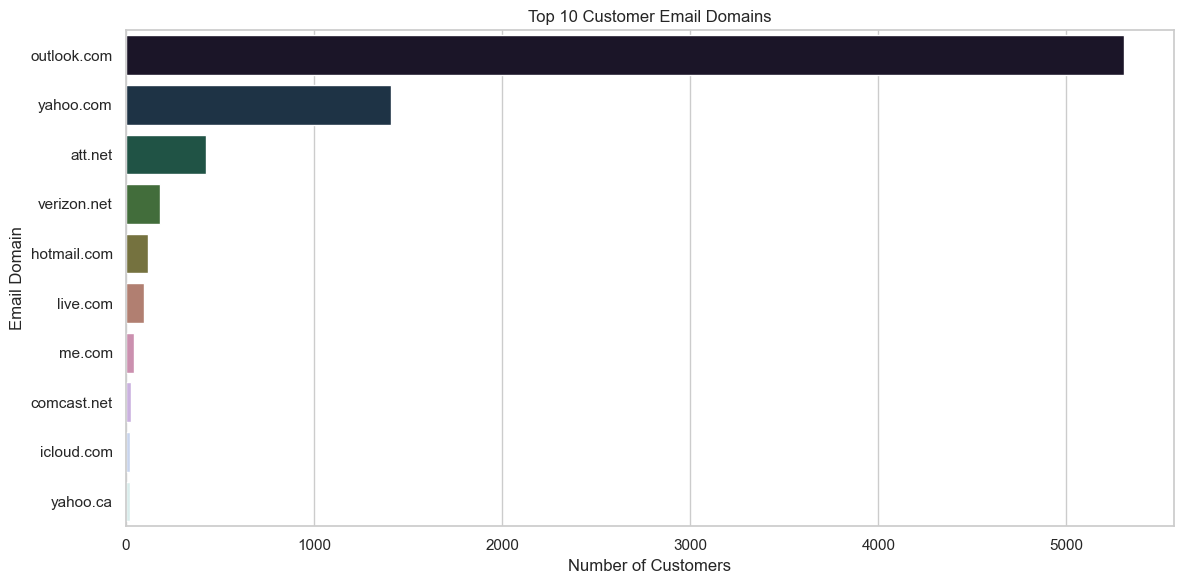 Top 10 Customer Email Domains
Email Domain
outlook.com
yahoo.com
att.net
verizon.net
hotmail.com
live.com
me.com
comcast.net
icloud.com
yahoo.ca
0 1000 2000 3000 4000 5000
Number of Customers